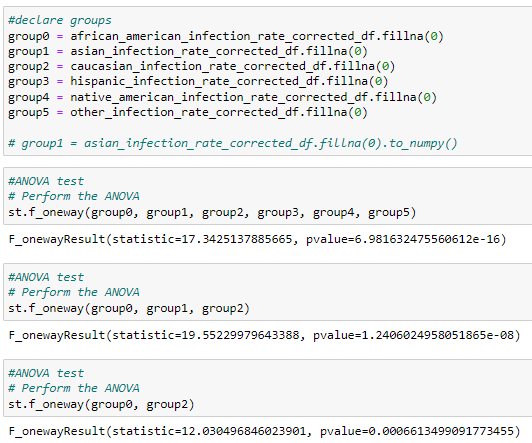 #declare groups
group0 = african_american_infection_rate_corrected_df.fillna(0)
group1 = asian_infection_rate_corrected_df.fillna(0)
group2 = caucasian_infection_rate_corrected_df.fillna(0)
group3 = hispanic_infection_rate_corrected_df.fillna(0)
group4 = native_american_infection_rate_corrected_df.fillna(0)
group5 = other_infection_rate_corrected_df.fillna(0)
# group1 = asian_infection_rate_corrected_df.fillna(0).to_numpy()
#ANOVA test
# Perform the ANOVA
st.f_oneway(group0, group1, group2, group3, group4, group5)
F_onewayResult(statistic=17.3425137885665, pvalue=6.981632475560612e-16)
#ANOVA test
# Perform the ANOVA
st.f_oneway(group0, group1, group2)
F_onewayResult(statistic=19.55229979643388, pvalue=1.2406024958051865e-08)
#ANOVA test
# Perform the ANOVA
st.f_oneway(group0, group2)
F_onewayResult(statistic=12.030496846023901, pvalue=0.0006613499091773455)